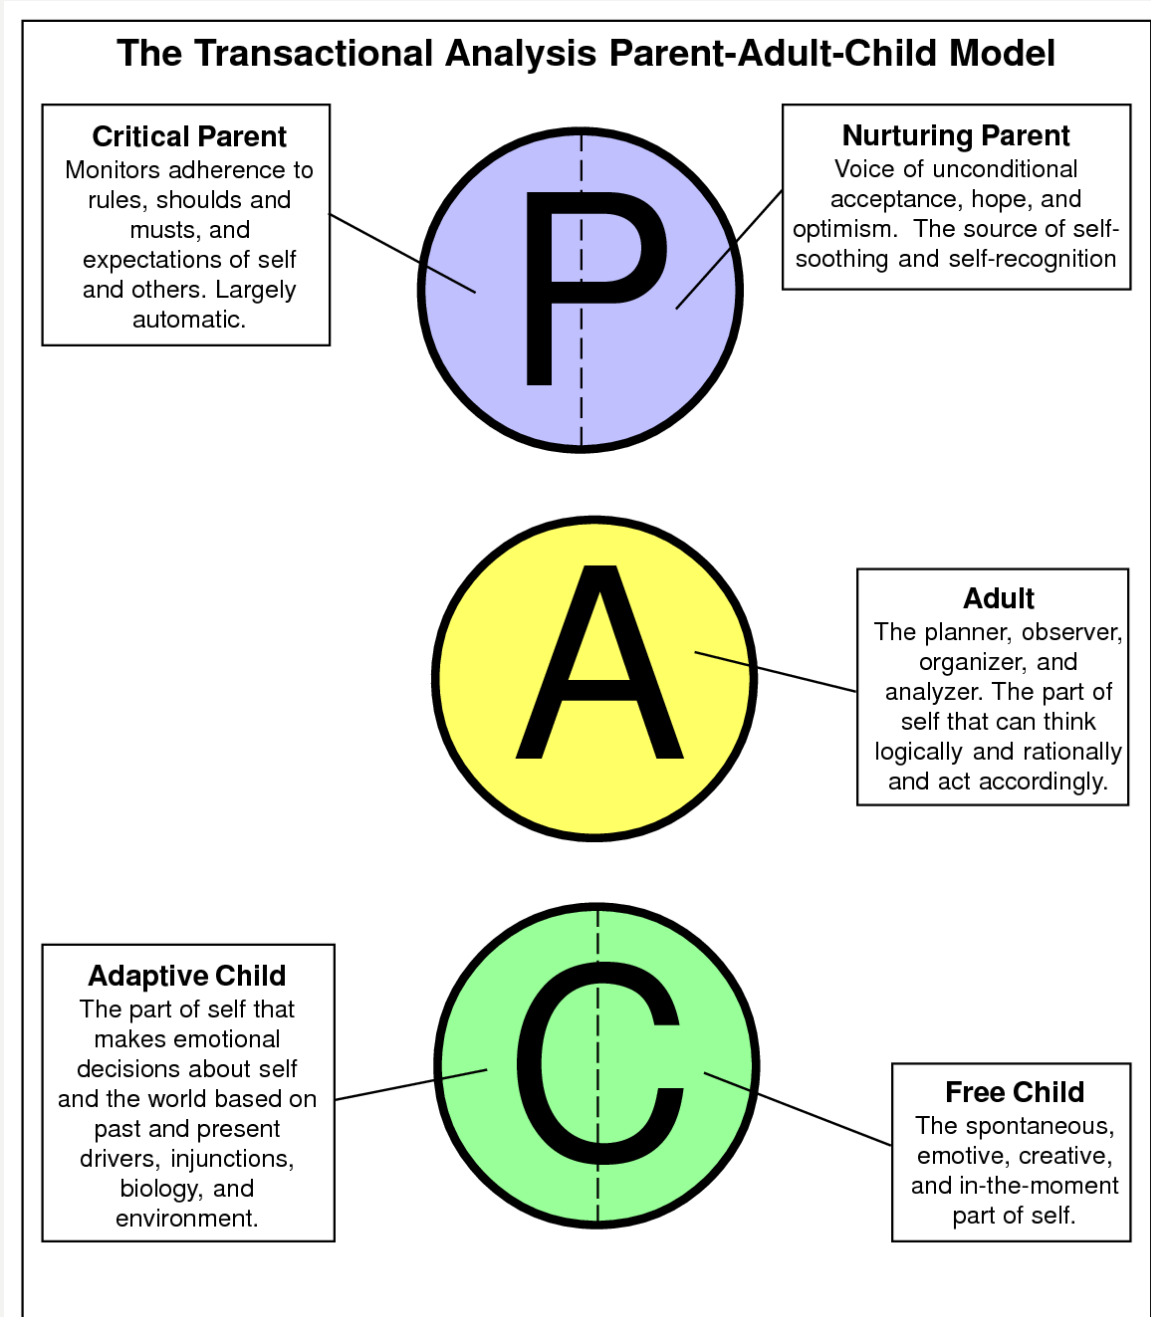 The Transactional Analysis Parent-Adult-Child Model
Critical Parent
Monitors adherence to
rules, shoulds and
musts, and
expectations of self
and others. Largely
automatic.
P
Nurturing Parent
Voice of unconditional
acceptance, hope, and
optimism.  The source of self-
soothing and self-recognition
A
Adult
The planner, observer,
organizer, and
analyzer. The part of
self that can think
logically and rationally
and act accordingly.
Adaptive Child
The part of self that
makes emotional
decisions about self
and the world based on
past and present
drivers, injunctions,
biology, and
environment.
C
Free Child
The spontaneous,
emotive, creative,
and in-the-moment
part of self.